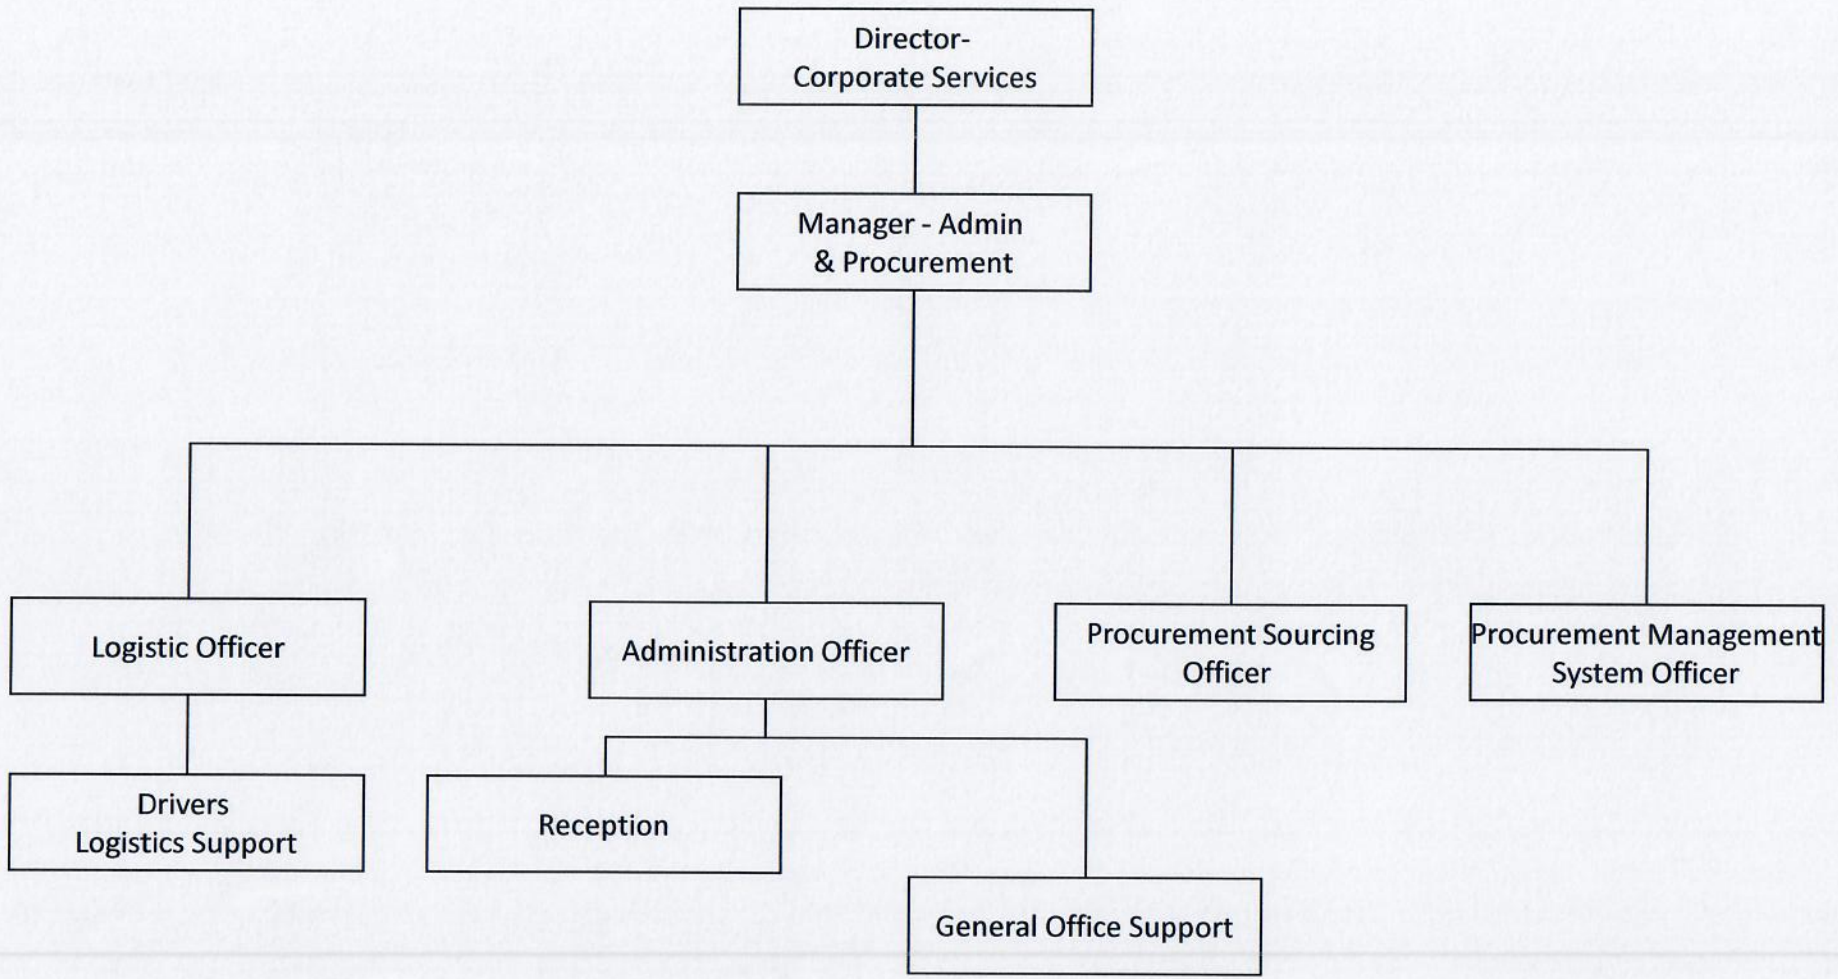 Director-
Corporate Services
Manager - Admin
& Procurement
Logistic Officer
Administration Officer
Procurement Sourcing
Officer
Procurement Management
System Officer
Drivers
Logistics Support
Reception
General Office Support